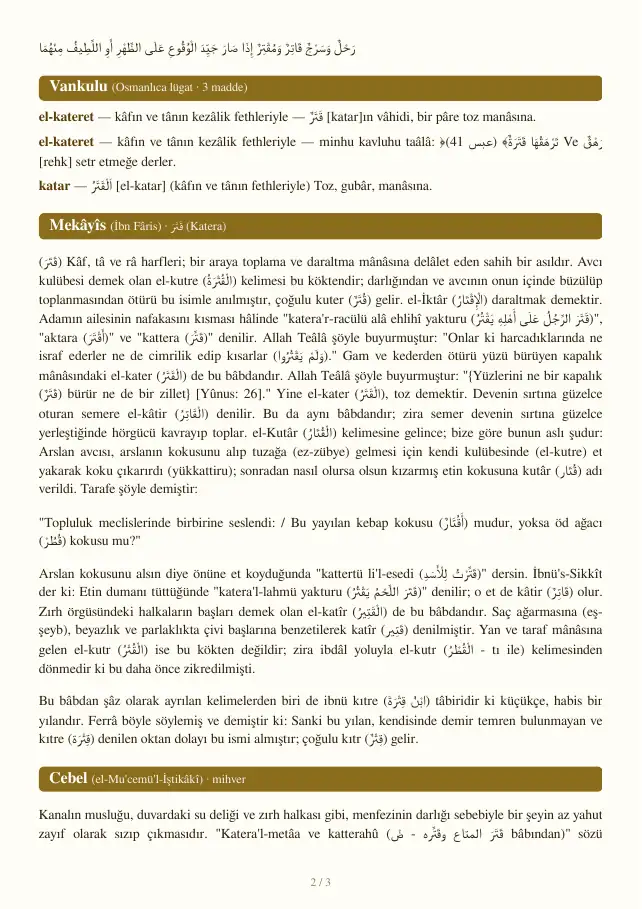 رَحَلٌ وَسَرْجٌ قَاتِرٌ وَمُقَتِّرٌ إِذَا صَارَ جَيِّدَ الْوُقُوعِ عَلَى الظَّهْرِ أَوِ اللَّطِيفُ مِنْهُمَا
Vankulu (Osmanlıca lügat · 3 madde)
el-kateret — kâfın ve tânın kezâlik fethleriyle — قَتَرٌ [katar]ın vâhidi, bir pâre toz manâsına.
el-kateret — kâfın ve tânın kezâlik fethleriyle — minhu kavluhu taâlâ: ﴿تَرْهَقُهَا قَتَرَةٌ﴾ (عبس 41) Ve رَهْقٌ
[rehk] setr etmeğe derler.
katar — اَلْقَتَرُ [el-katar] (kâfın ve tânın fethleriyle) Toz, gubâr, manâsına.
Mekâyîs (İbn Fâris) · قتر (Katera)
(قَتَرَ) Kâf, tâ ve râ harfleri; bir araya toplama ve daraltma mânâsına delâlet eden sahih bir asıldır. Avcı
kulübesi demek olan el-kutre (الْقُتْرَةُ) kelimesi bu köktendir; darlığından ve avcının onun içinde büzülüp
toplanmasından ötürü bu isimle anılmıştır, çoğulu kuter (قُتَرٌ) gelir. el-İktâr (الْإِقْتَارُ) daraltmak demektir.
Adamın ailesinin nafakasını kısması hâlinde "katera'r-racülü alâ ehlihî yakturu (قَتَرَ الرَّجُلُ عَلَى أَهْلِهِ يَقْتُرُ)",
"aktara (أَقْتَرَ)" ve "kattera (قَتَّرَ)" denilir. Allah Teâlâ şöyle buyurmuştur: "Onlar ki harcadıklarında ne
israf ederler ne de cimrilik edip kısarlar (وَلَمْ يَقْتُرُوا)." Gam ve kederden ötürü yüzü bürüyen карalık
mânâsındaki el-kater (الْقَتَرُ) de bu bâbdandır. Allah Teâlâ şöyle buyurmuştur: "{Yüzlerini ne bir карalık
(قَتَرٌ) bürür ne de bir zillet} [Yûnus: 26]." Yine el-kater (الْقَتَرُ), toz demektir. Devenin sırtına güzelce
oturan semere el-kâtir (الْقَاتِرُ) denilir. Bu da aynı bâbdandır; zira semer devenin sırtına güzelce
yerleştiğinde hörgücü kavrayıp toplar. el-Kutâr (الْقُتَارُ) kelimesine gelince; bize göre bunun aslı şudur:
Arslan avcısı, arslanın kokusunu alıp tuzağa (ez-zübye) gelmesi için kendi kulübesinde (el-kutre) et
yakarak koku çıkarırdı (yükkattiru); sonradan nasıl olursa olsun kızarmış etin kokusuna kutâr (قُتَار) adı
verildi. Tarafe şöyle demiştir:
"Topluluk meclislerinde birbirine seslendi: / Bu yayılan kebap kokusu (أَقُتَارٌ) mudur, yoksa öd ağacı
(قُطُرْ) kokusu mu?"
Arslan kokusunu alsın diye önüne et koyduğunda "kattertü li'l-esedi (قَتَّرْتُ لِلْأَسَدِ)" dersin. İbnü's-Sikkît
der ki: Etin dumanı tüttüğünde "katera'l-lahmü yakturu (قَتَرَ اللَّحْمُ يَقْتُرُ)" denilir; o et de kâtir (قَاتِرٌ) olur.
Zırh örgüsündeki halkaların başları demek olan el-katîr (الْقَتِيرُ) de bu bâbdandır. Saç ağarmasına (eş-
şeyb), beyazlık ve parlaklıkta çivi başlarına benzetilerek katîr (قَتِير) denilmiştir. Yan ve taraf mânâsına
gelen el-kutr (الْقُتْرُ) ise bu kökten değildir; zira ibdâl yoluyla el-kutr (الْقُطْرُ - tı ile) kelimesinden
dönmedir ki bu daha önce zikredilmişti.
Bu bâbdan şâz olarak ayrılan kelimelerden biri de ibnü kıtre (ابْنُ قِتْرَةَ) tâbiridir ki küçükçe, habis bir
yılandır. Ferrâ böyle söylemiş ve demiştir ki: Sanki bu yılan, kendisinde demir temren bulunmayan ve
kıtre (قِتْرَة) denilen oktan dolayı bu ismi almıştır; çoğulu kıtr (قِتْرٌ) gelir.
Cebel (el-Mu'cemü'l-İştikâkî) · mihver
Kanalın musluğu, duvardaki su deliği ve zırh halkası gibi, menfezinin darlığı sebebiyle bir şeyin az yahut
zayıf olarak sızıp çıkmasıdır. "Katera'l-metâa ve katterahû (قَتَرَ المتاع وقتّره - ض bâbından)" sözü
2 / 3